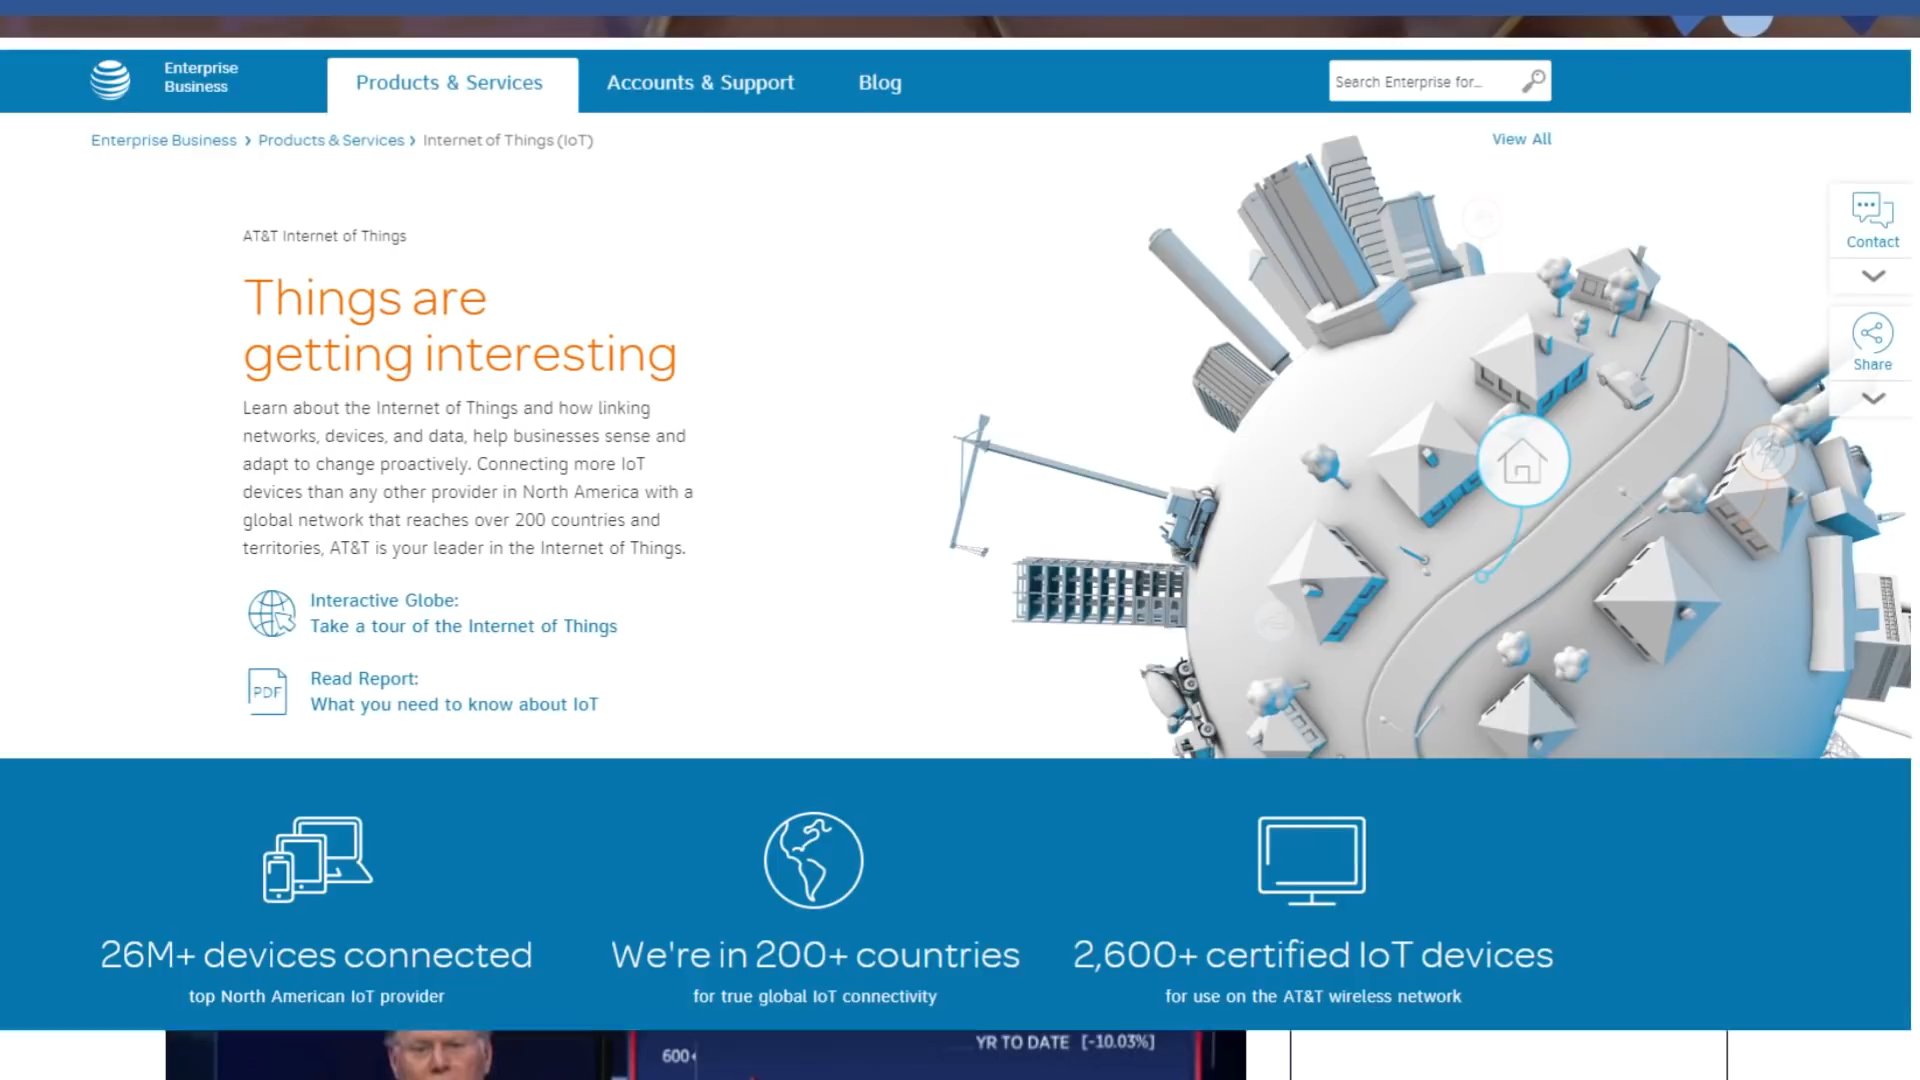 Enterprise
Business
Products & Services
Accounts & Support
Blog
Search Enterprise for...
Enterprise Business > Products & Services > Internet of Things (IoT)
View All
Contact
Share
AT&T Internet of Things
Things are
getting interesting
Learn about the Internet of Things and how linking
networks, devices, and data, help businesses sense and
adapt to change proactively. Connecting more IoT
devices than any other provider in North America with a
global network that reaches over 200 countries and
territories, AT&T is your leader in the Internet of Things.
Interactive Globe:
Take a tour of the Internet of Things
PDF
Read Report:
What you need to know about IoT
26M+ devices connected
top North American IoT provider
We're in 200+ countries
for true global IoT connectivity
2,600+ certified IoT devices
for use on the AT&T wireless network
YR TO DATE [-10.03%]
600